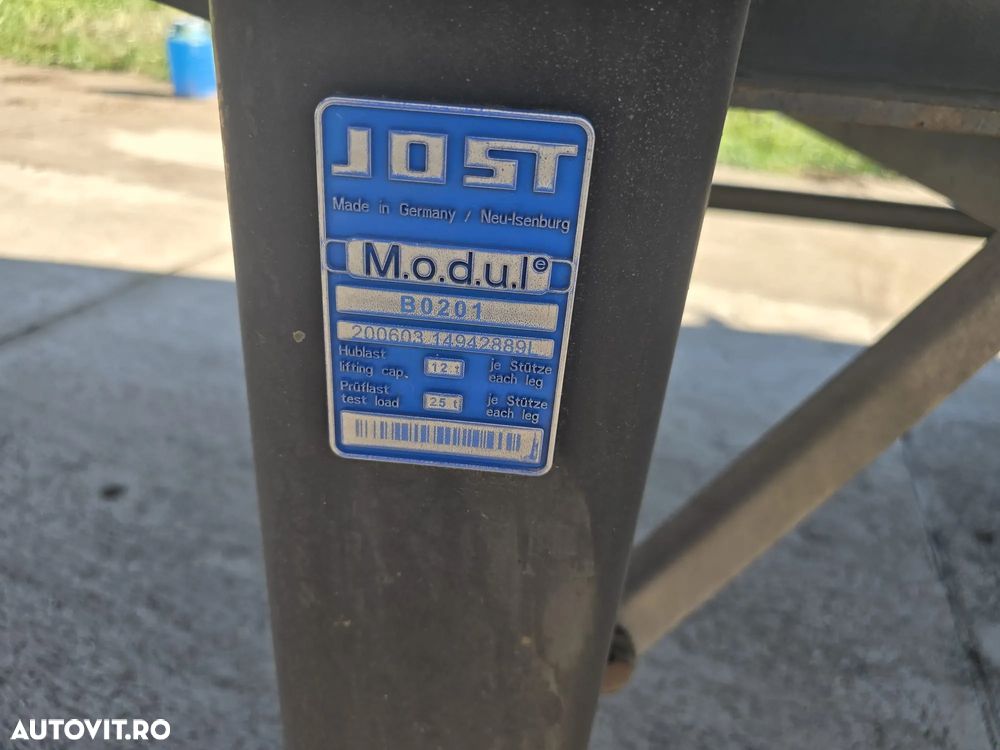 JOST
Made in Germany / Neu-Isenburg
M.o.d.u.l e
B0201
200603 14942889L
Hublast je Stütze
lifting cap. 12 t each leg
Prüflast je Stütze
test load 25 t each leg
AUTOVIT.RO